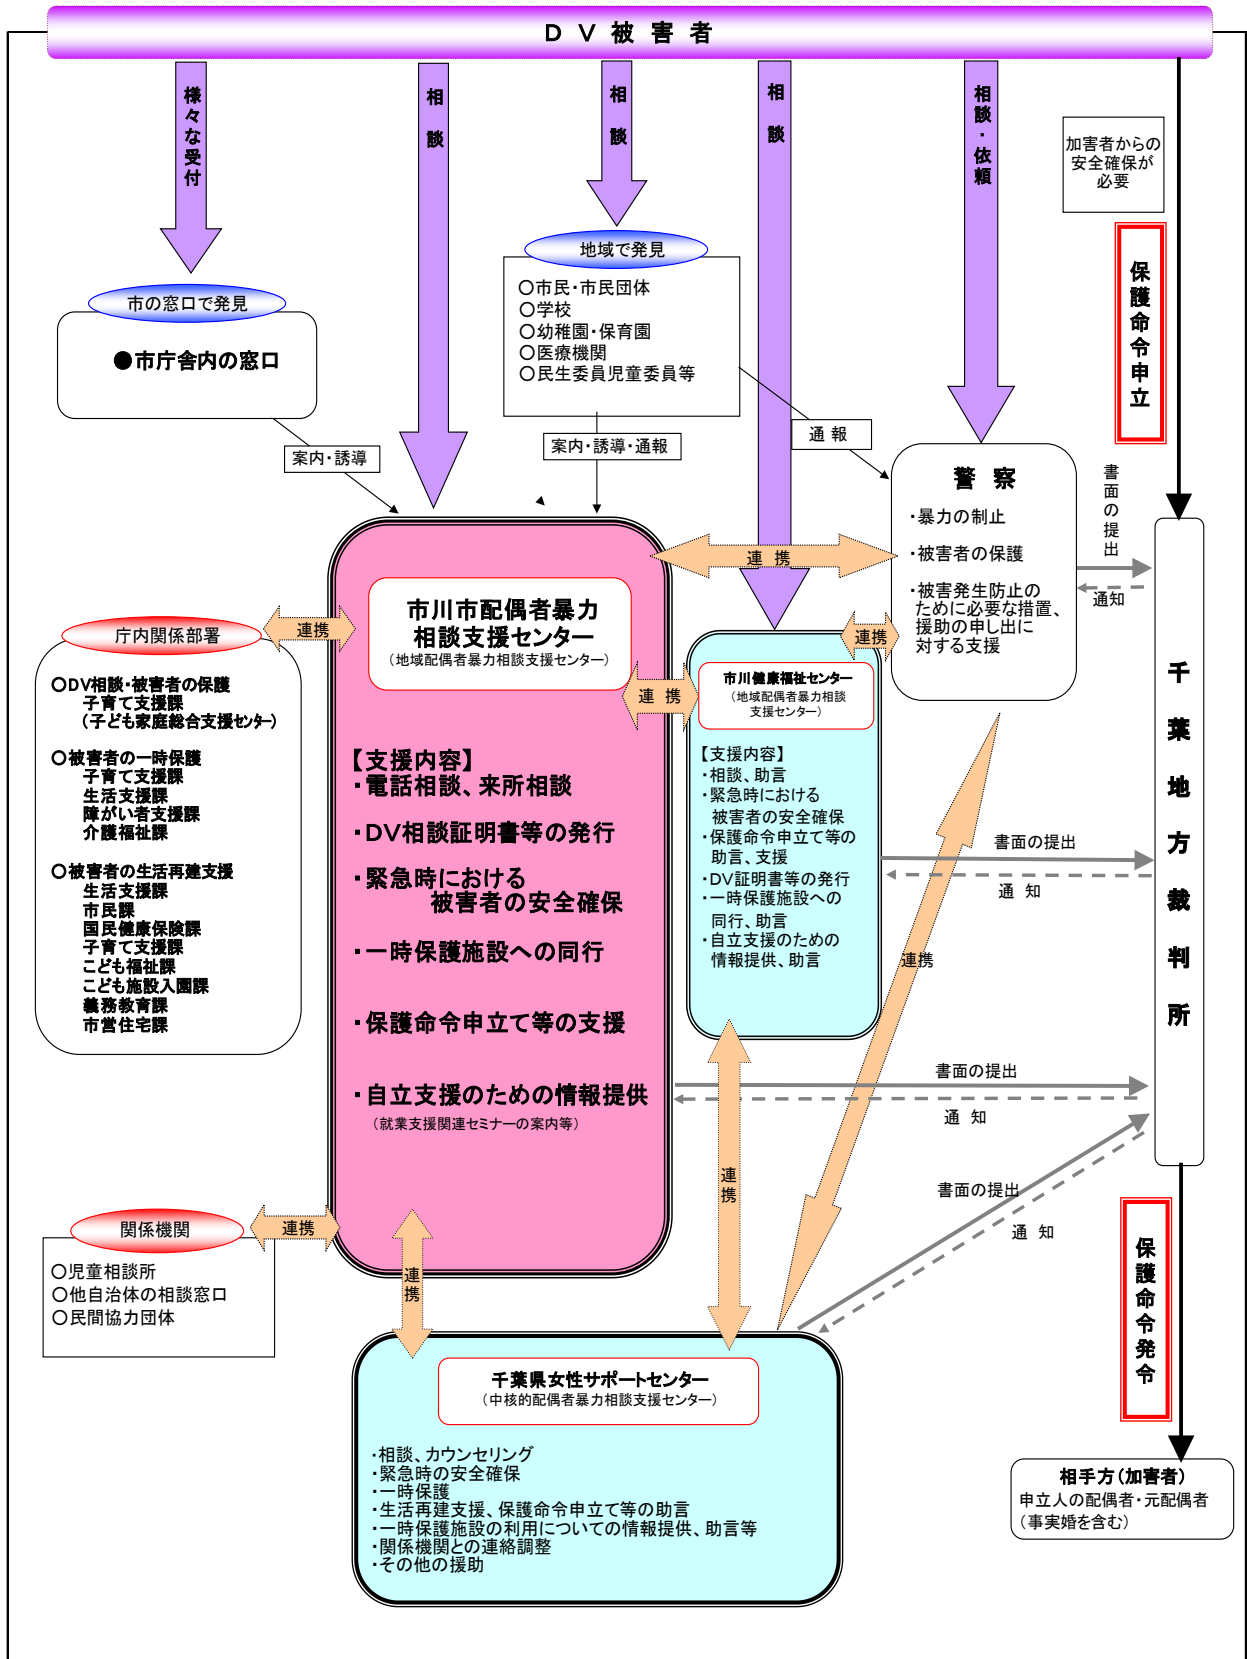 ＤＶ被害者
様々な受付
相談
相談
相談
相談・依頼
加害者からの
安全確保が
必要
保護命令申立
市の窓口で発見
●市庁舎内の窓口
案内・誘導
地域で発見
○市民・市民団体
○学校
○幼稚園・保育園
○医療機関
○民生委員児童委員等
案内・誘導・通報
通報
警察
・暴力の制止
・被害者の保護
・被害発生防止の
ために必要な措置、
援助の申し出に
対する支援
書面の提出
通知
千葉地方裁判所
連携
連携
連携
連携
市川市配偶者暴力
相談支援センター
（地域配偶者暴力相談支援センター）
【支援内容】
・電話相談、来所相談
・DV相談証明書等の発行
・緊急時における
被害者の安全確保
・一時保護施設への同行
・保護命令申立て等の支援
・自立支援のための情報提供
（就業支援関連セミナーの案内等）
庁内関係部署
○DV相談・被害者の保護
子育て支援課
（子ども家庭総合支援センター）
○被害者の一時保護
子育て支援課
生活支援課
障がい者支援課
介護福祉課
○被害者の生活再建支援
生活支援課
市民課
国民健康保険課
子育て支援課
こども福祉課
こども施設入園課
義務教育課
市営住宅課
市川健康福祉センター
（地域配偶者暴力相談
支援センター）
【支援内容】
・相談、助言
・緊急時における
被害者の安全確保
・保護命令申立て等の
助言、支援
・DV証明書等の発行
・一時保護施設への
同行、助言
・自立支援のための
情報提供、助言
書面の提出
通知
連携
書面の提出
通知
連携
書面の提出
通知
関係機関
連携
○児童相談所
○他自治体の相談窓口
○民間協力団体
連携
千葉県女性サポートセンター
（中核的配偶者暴力相談支援センター）
・相談、カウンセリング
・緊急時の安全確保
・一時保護
・生活再建支援、保護命令申立て等の助言
・一時保護施設の利用についての情報提供、助言等
・関係機関との連絡調整
・その他の援助
保護命令発令
相手方（加害者）
申立人の配偶者・元配偶者
（事実婚を含む）